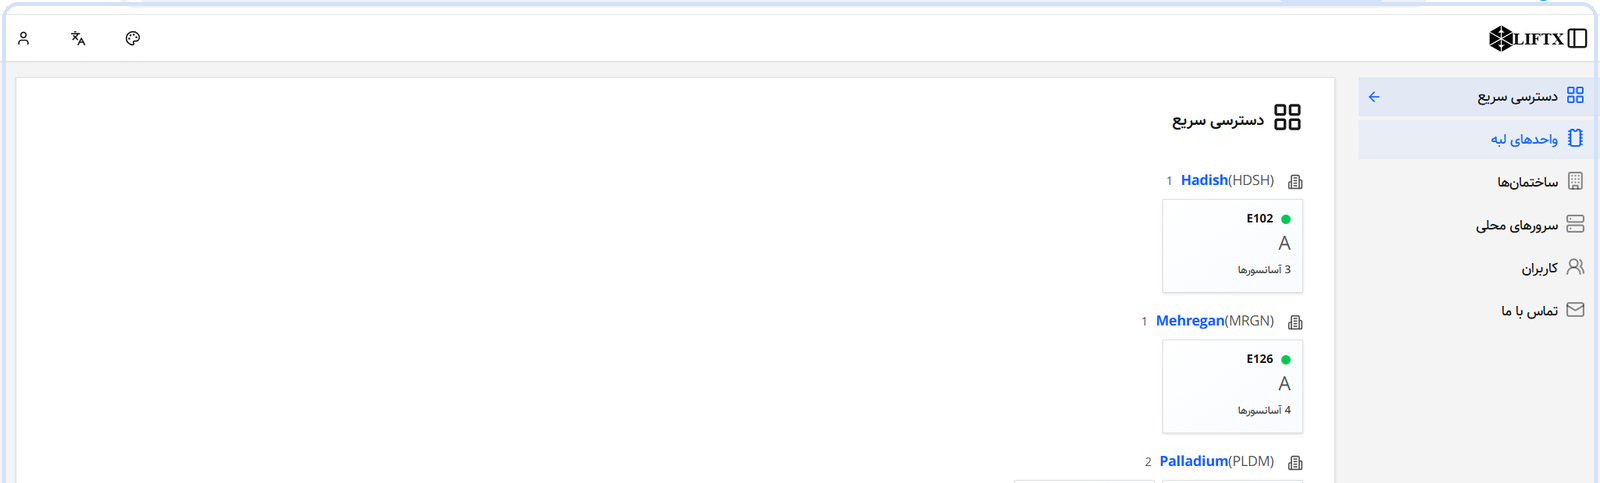 LIFTX
دسترسی سریع
واحدهای لبه
ساختمان‌ها
سرورهای محلی
کاربران
تماس با ما
دسترسی سریع
Hadish(HDSH) 1
E102
A
3 آسانسورها
Mehregan(MRGN) 1
E126
A
4 آسانسورها
Palladium(PLDM) 2